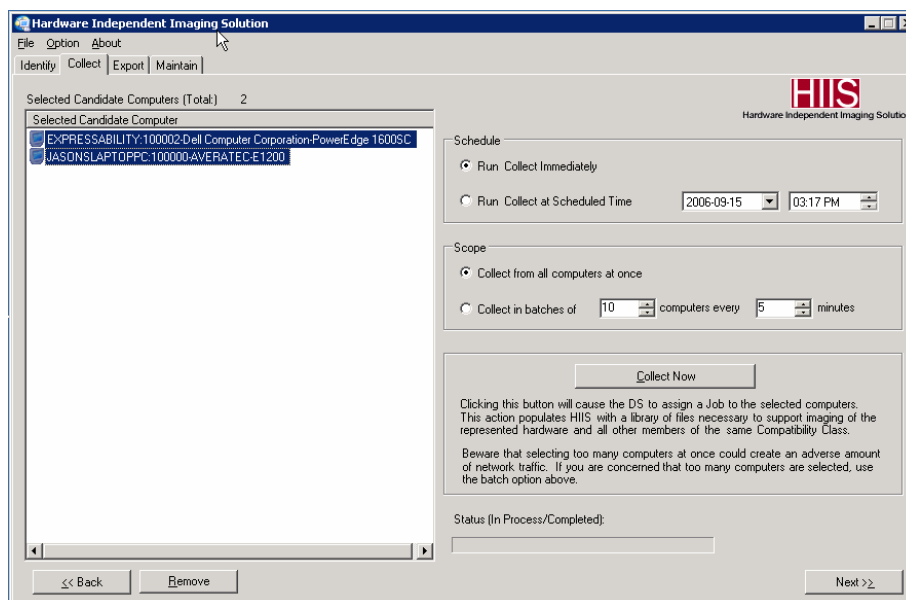 Hardware Independent Imaging Solution
File Option About
Identify Collect Export Maintain
Selected Candidate Computers (Total:) 2
Selected Candidate Computer
EXPRESSABILITY:100002-Dell Computer Corporation-PowerEdge 1600SC
JASONSLAPTOPPC:100000-AVERATEC-E1200
HIIS
Hardware Independent Imaging Solutio
Schedule
Run Collect Immediately
Run Collect at Scheduled Time 2006-09-15 03:17 PM
Scope
Collect from all computers at once
Collect in batches of 10 computers every 5 minutes
Collect Now
Clicking this button will cause the DS to assign a Job to the selected computers.
This action populates HIIS with a library of files necessary to support imaging of the
represented hardware and all other members of the same Compatibility Class.
Beware that selecting too many computers at once could create an adverse amount
of network traffic. If you are concerned that too many computers are selected, use
the batch option above.
Status (In Process/Completed):
<< Back Remove Next >>